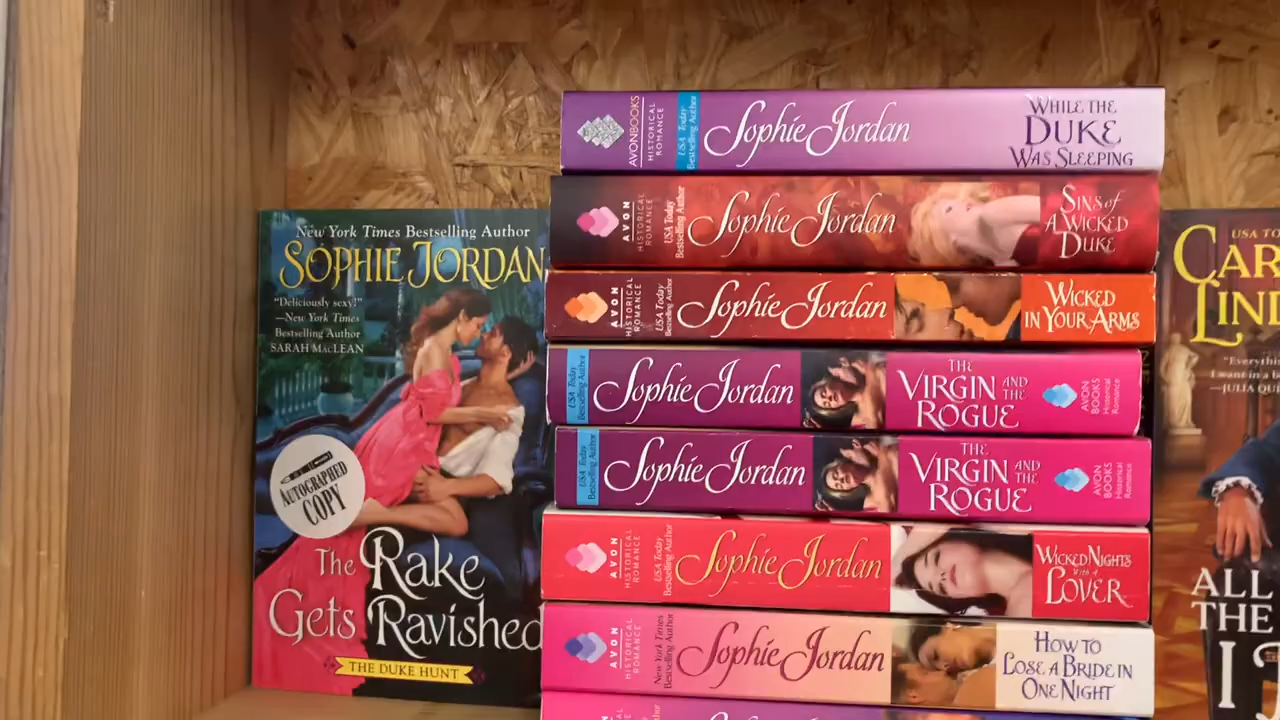 New York Times Bestselling Author
SOPHIE JORDAN
"Deliciously sexy!"
—New York Times
Bestselling Author
SARAH MACLEAN
AUTOGRAPHED
COPY
The Rake
Gets Ravished
THE DUKE HUNT
AVONBOOKS
HISTORICAL
ROMANCE
USA Today
Bestselling Author
Sophie Jordan
WHILE THE
DUKE
WAS SLEEPING
AVON
HISTORICAL
ROMANCE
USA Today
Bestselling Author
Sophie Jordan
SINS of
A WICKED
DUKE
AVON
HISTORICAL
ROMANCE
USA Today
Bestselling Author
Sophie Jordan
WICKED
IN YOUR ARMS
USA Today
Bestselling Author
Sophie Jordan
THE
VIRGIN AND
THE
ROGUE
AVON
BOOKS
Historical
Romance
USA Today
Bestselling Author
Sophie Jordan
THE
VIRGIN AND
THE
ROGUE
AVON
BOOKS
Historical
Romance
AVON
HISTORICAL
ROMANCE
USA Today
Bestselling Author
Sophie Jordan
WICKED NIGHTS
With a
LOVER
AVON
HISTORICAL
ROMANCE
New York Times
Bestselling Author
Sophie Jordan
HOW TO
LOSE A BRIDE IN
ONE NIGHT
USA TO
CAR
LIN
"Everythi
I want in a
—JULIA QU
ALL
THE
I